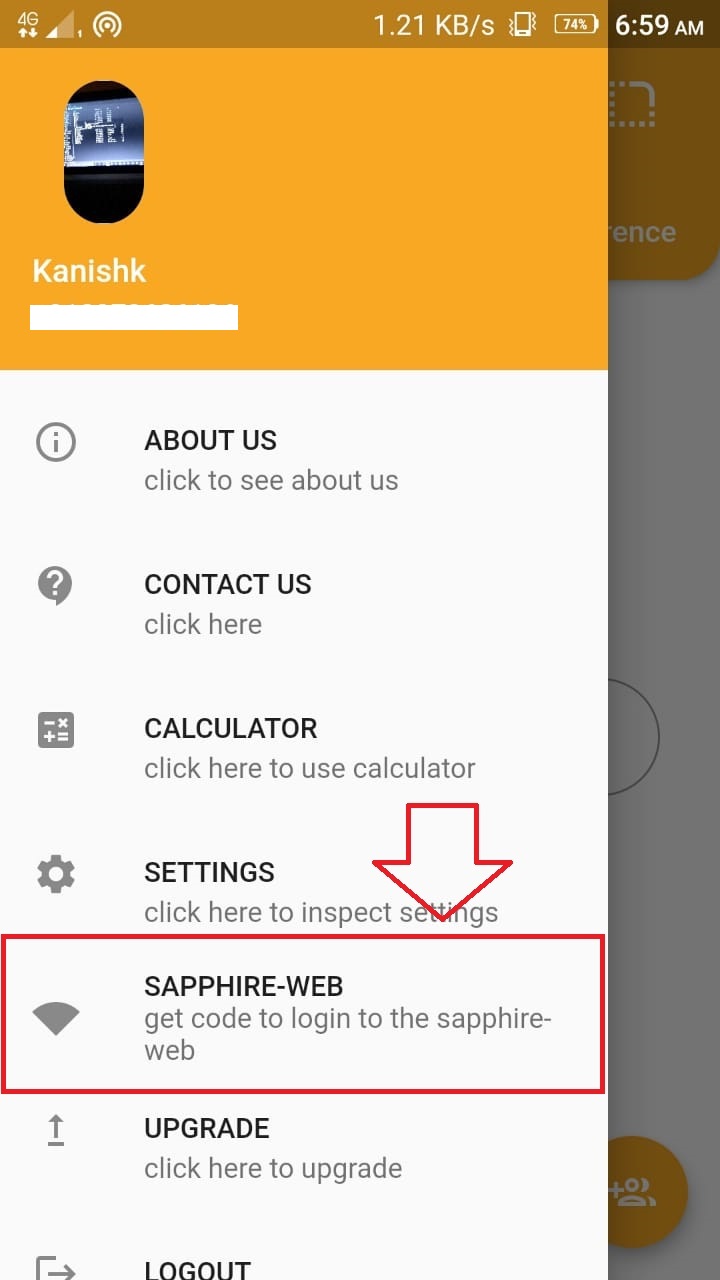 4G 1 1.21 KB/s 74% 6:59 AM
rence
Kanishk
ABOUT US
click to see about us
CONTACT US
click here
CALCULATOR
click here to use calculator
SETTINGS
click here to inspect settings
SAPPHIRE-WEB
get code to login to the sapphire-
web
UPGRADE
click here to upgrade
LOGOUT